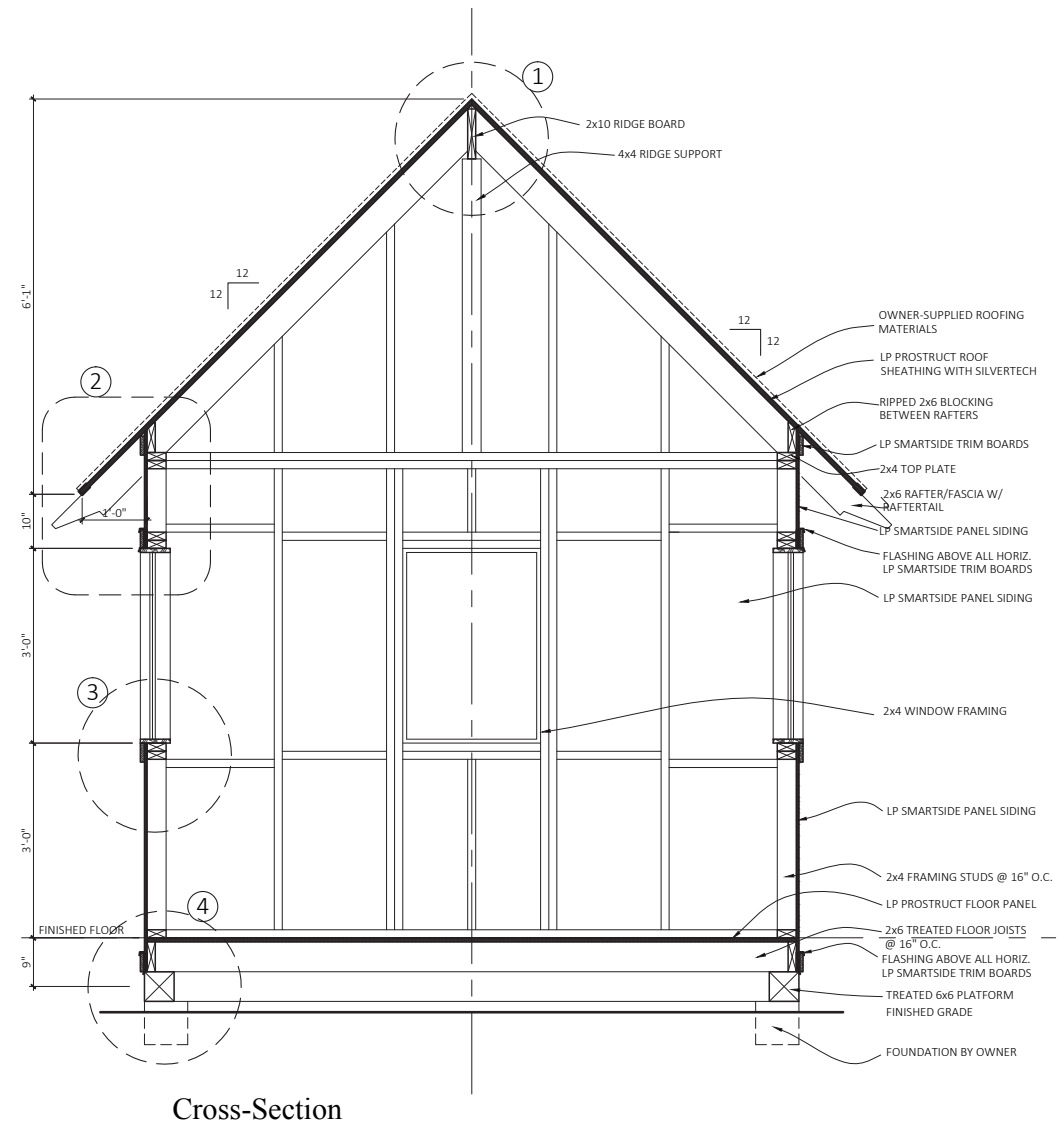 1
2x10 RIDGE BOARD
4x4 RIDGE SUPPORT
12
12
6'-1"
12
12
OWNER-SUPPLIED ROOFING
MATERIALS
LP PROSTRUCT ROOF
SHEATHING WITH SILVERTECH
2
RIPPED 2x6 BLOCKING
BETWEEN RAFTERS
LP SMARTSIDE TRIM BOARDS
2x4 TOP PLATE
2x6 RAFTER/FASCIA W/
RAFTERTAIL
1'-0"
10"
LP SMARTSIDE PANEL SIDING
FLASHING ABOVE ALL HORIZ.
LP SMARTSIDE TRIM BOARDS
LP SMARTSIDE PANEL SIDING
3'-0"
3
2x4 WINDOW FRAMING
LP SMARTSIDE PANEL SIDING
3'-0"
2x4 FRAMING STUDS @ 16" O.C.
4
LP PROSTRUCT FLOOR PANEL
FINISHED FLOOR
2x6 TREATED FLOOR JOISTS
@ 16" O.C.
9"
FLASHING ABOVE ALL HORIZ.
LP SMARTSIDE TRIM BOARDS
TREATED 6x6 PLATFORM
FINISHED GRADE
FOUNDATION BY OWNER
Cross-Section